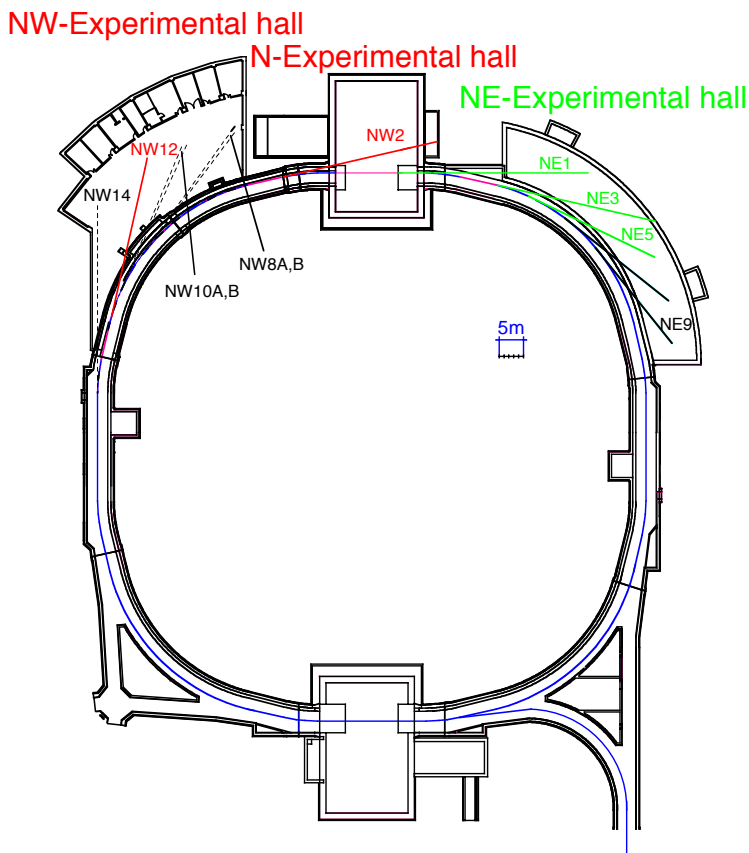 NW-Experimental hall
N-Experimental hall
NE-Experimental hall
NW2
NW12
NE1
NW14
NE3
NE5
NW8A,B
NW10A,B
NE9
5m